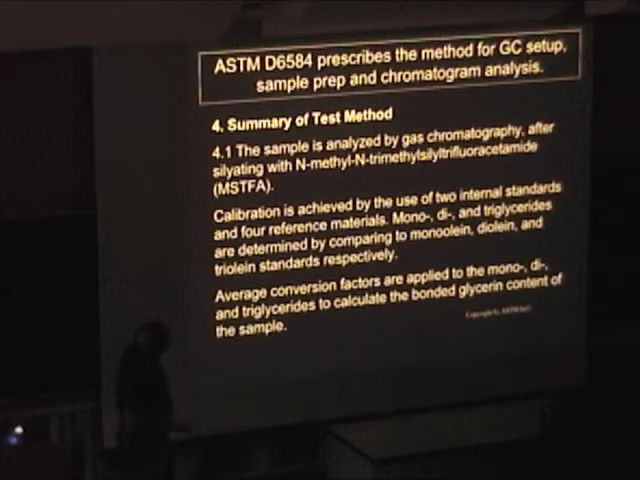 ASTM D6584 prescribes the method for GC setup,
sample prep and chromatogram analysis.
4. Summary of Test Method
4.1 The sample is analyzed by gas chromatography, after
silyating with N-methyl-N-trimethylsilyltrifluoracetamide
(MSTFA).
Calibration is achieved by the use of two internal standards
and four reference materials. Mono-, di-, and triglycerides
are determined by comparing to monoolein, diolein, and
triolein standards respectively.
Average conversion factors are applied to the mono-, di-,
and triglycerides to calculate the bonded glycerin content of
the sample.
Copyright by ASTM